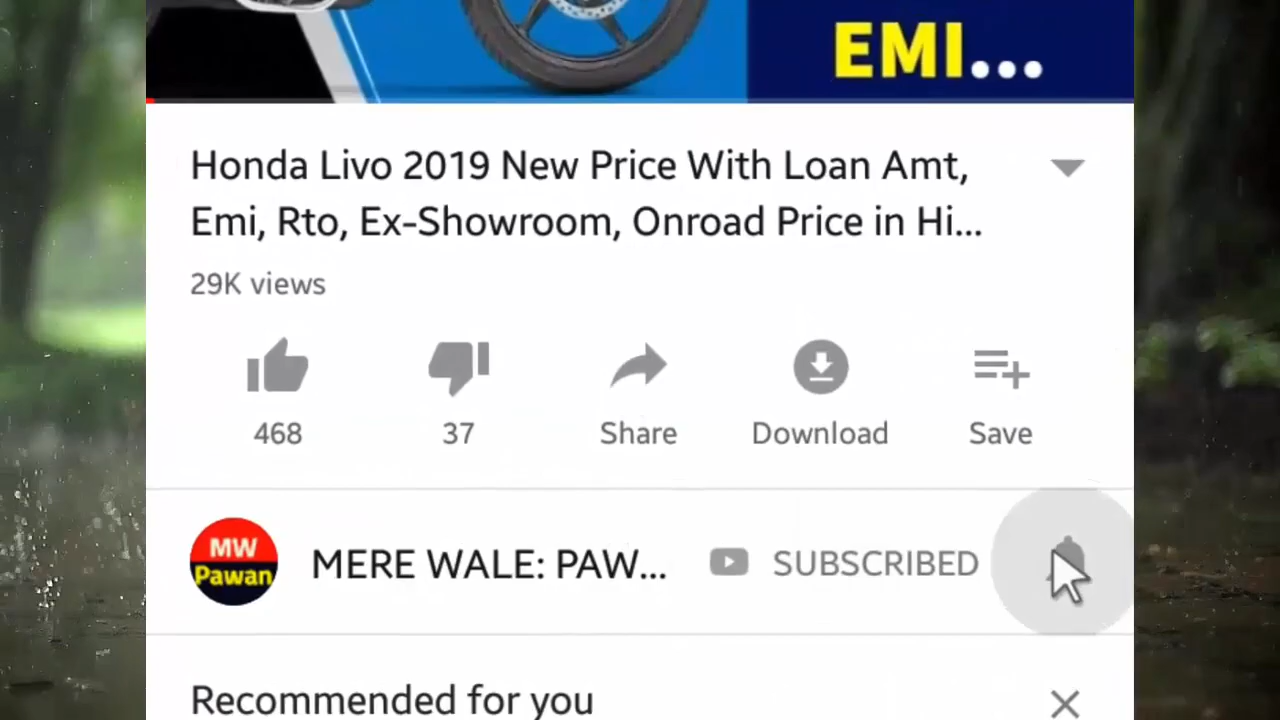 EMI...
Honda Livo 2019 New Price With Loan Amt,
Emi, Rto, Ex-Showroom, Onroad Price in Hi...
29K views
468
37
Share
Download
Save
MW
Pawan
MERE WALE: PAW...
SUBSCRIBED
Recommended for you